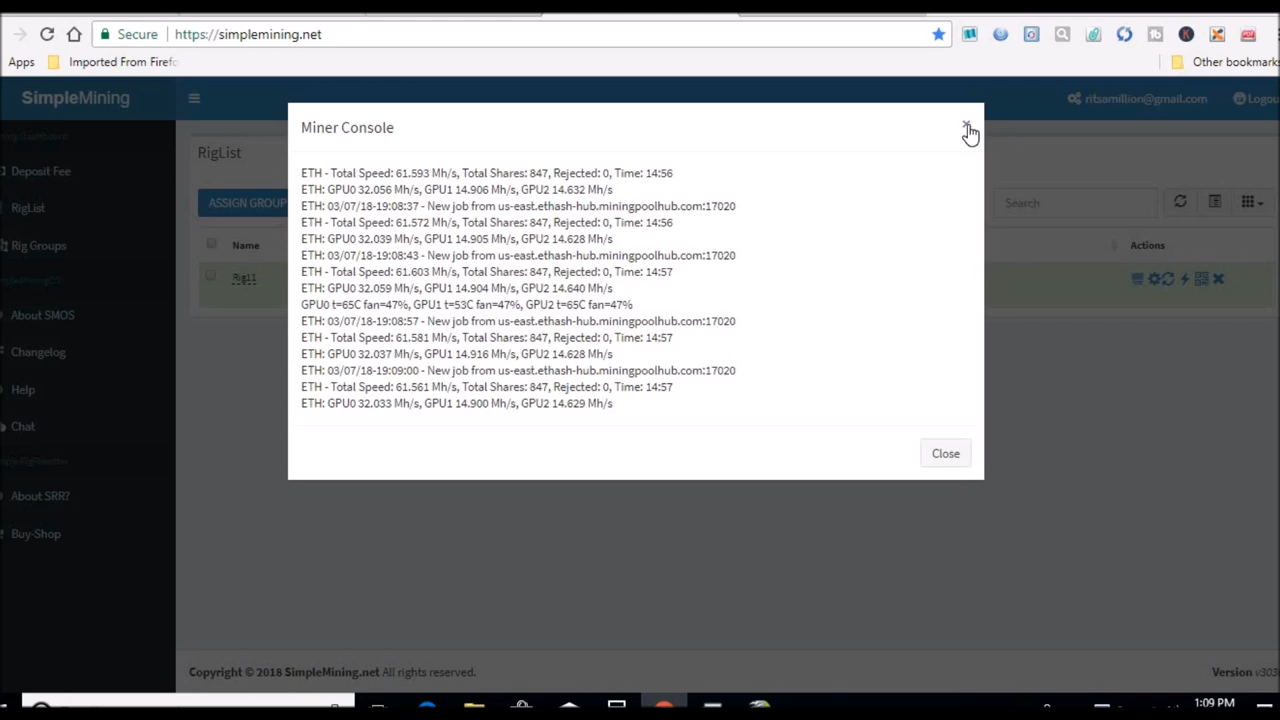 Secure https://simplemining.net
Apps Imported From Firefo
Other bookmarks
SimpleMining
ritsamillion@gmail.com
Logou
Deposit Fee
RigList
Rig Groups
About SMOS
Changelog
Help
Chat
About SRR?
Buy-Shop
RigList
ASSIGN GROUP
Search
Name
Actions
Rig11
Miner Console
×
ETH - Total Speed: 61.593 Mh/s, Total Shares: 847, Rejected: 0, Time: 14:56
ETH: GPU0 32.056 Mh/s, GPU1 14.906 Mh/s, GPU2 14.632 Mh/s
ETH: 03/07/18-19:08:37 - New job from us-east.ethash-hub.miningpoolhub.com:17020
ETH - Total Speed: 61.572 Mh/s, Total Shares: 847, Rejected: 0, Time: 14:56
ETH: GPU0 32.039 Mh/s, GPU1 14.905 Mh/s, GPU2 14.628 Mh/s
ETH: 03/07/18-19:08:43 - New job from us-east.ethash-hub.miningpoolhub.com:17020
ETH - Total Speed: 61.603 Mh/s, Total Shares: 847, Rejected: 0, Time: 14:57
ETH: GPU0 32.059 Mh/s, GPU1 14.904 Mh/s, GPU2 14.640 Mh/s
GPU0 t=65C fan=47%, GPU1 t=53C fan=47%, GPU2 t=65C fan=47%
ETH: 03/07/18-19:08:57 - New job from us-east.ethash-hub.miningpoolhub.com:17020
ETH - Total Speed: 61.581 Mh/s, Total Shares: 847, Rejected: 0, Time: 14:57
ETH: GPU0 32.037 Mh/s, GPU1 14.916 Mh/s, GPU2 14.628 Mh/s
ETH: 03/07/18-19:09:00 - New job from us-east.ethash-hub.miningpoolhub.com:17020
ETH - Total Speed: 61.561 Mh/s, Total Shares: 847, Rejected: 0, Time: 14:57
ETH: GPU0 32.033 Mh/s, GPU1 14.900 Mh/s, GPU2 14.629 Mh/s
Close
Copyright © 2018 SimpleMining.net All rights reserved.
Version v303
1:09 PM